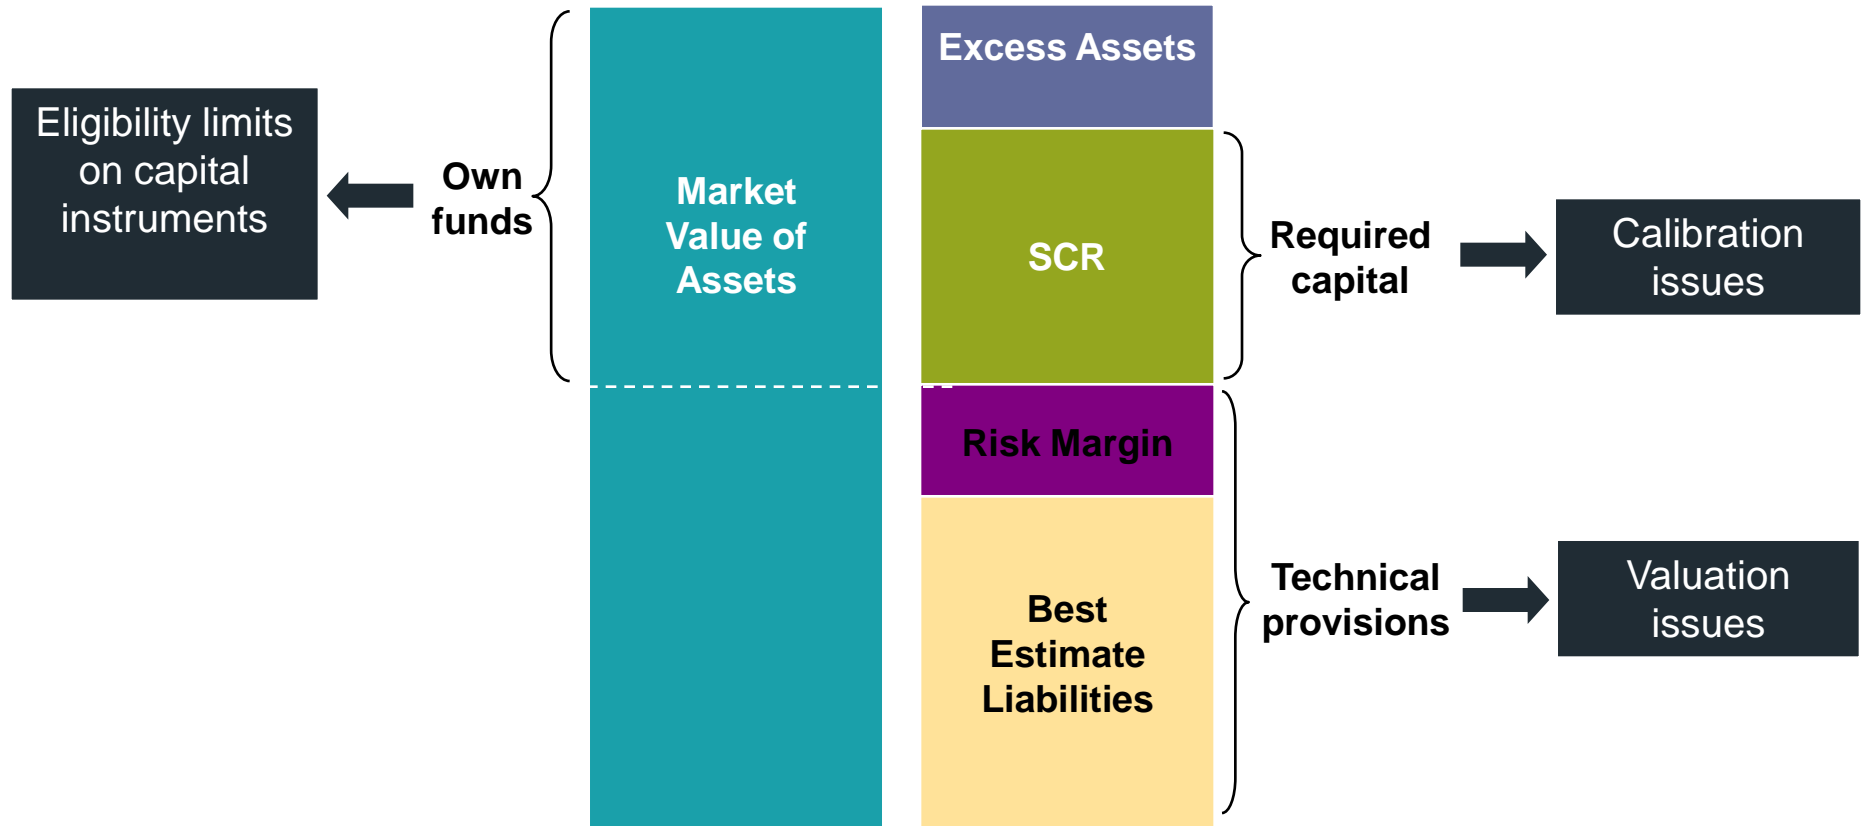 Eligibility limits
on capital
instruments
Own
funds
Market
Value of
Assets
Excess Assets
SCR
Required
capital
Calibration
issues
Risk Margin
Best
Estimate
Liabilities
Technical
provisions
Valuation
issues